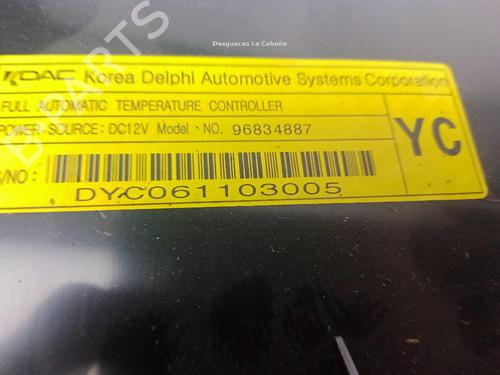 Desguaces La Cabaña
B-PARTS
KDAC Korea Delphi Automotive Systems Corporation
FULL AUTOMATIC TEMPERATURE CONTROLLER
POWER-SOURCE: DC12V Model · NO. 96834887
YC
S/NO:
DYC061103005